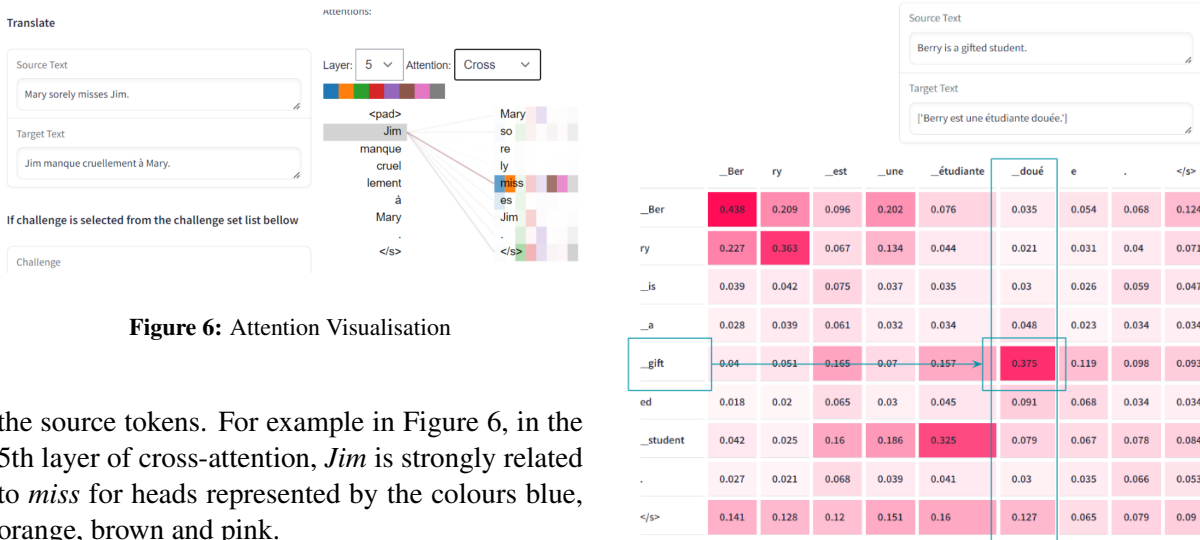 Translate
Source Text
Mary sorely misses Jim.
Target Text
Jim manque cruellement à Mary.
If challenge is selected from the challenge set list bellow
Challenge
Attentions:
Layer: 5 Attention: Cross
<pad> Mary
Jim so
manque re
cruel ly
lement miss
à es
Mary Jim
. .
</s> </s>
Figure 6: Attention Visualisation
the source tokens. For example in Figure 6, in the
5th layer of cross-attention, Jim is strongly related
to miss for heads represented by the colours blue,
orange, brown and pink.
Source Text
Berry is a gifted student.
Target Text
['Berry est une étudiante douée.']
__Ber ry __est __une __étudiante __doué e . </s>
__Ber 0.438 0.209 0.096 0.202 0.076 0.035 0.054 0.068 0.124
ry 0.227 0.363 0.067 0.134 0.044 0.021 0.031 0.04 0.071
__is 0.039 0.042 0.075 0.037 0.035 0.03 0.026 0.059 0.047
__a 0.028 0.039 0.061 0.032 0.034 0.048 0.023 0.034 0.034
__gift 0.04 0.051 0.165 0.07 0.157 0.375 0.119 0.098 0.093
ed 0.018 0.02 0.065 0.03 0.045 0.091 0.068 0.034 0.034
__student 0.042 0.025 0.16 0.186 0.325 0.079 0.067 0.078 0.084
. 0.027 0.021 0.068 0.039 0.041 0.03 0.035 0.066 0.053
</s> 0.141 0.128 0.12 0.151 0.16 0.127 0.065 0.079 0.09